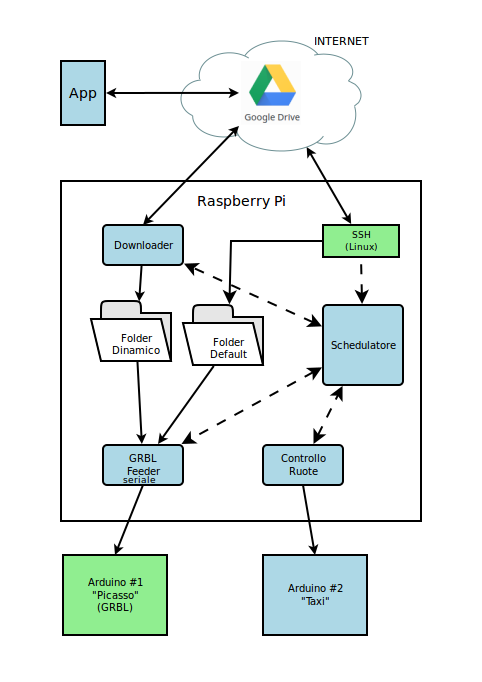 INTERNET
App
Google Drive
Raspberry Pi
Downloader
SSH
(Linux)
Folder
Dinamico
Folder
Default
Schedulatore
GRBL
Feeder
seriale
Controllo
Ruote
Arduino #1
"Picasso"
(GRBL)
Arduino #2
"Taxi"